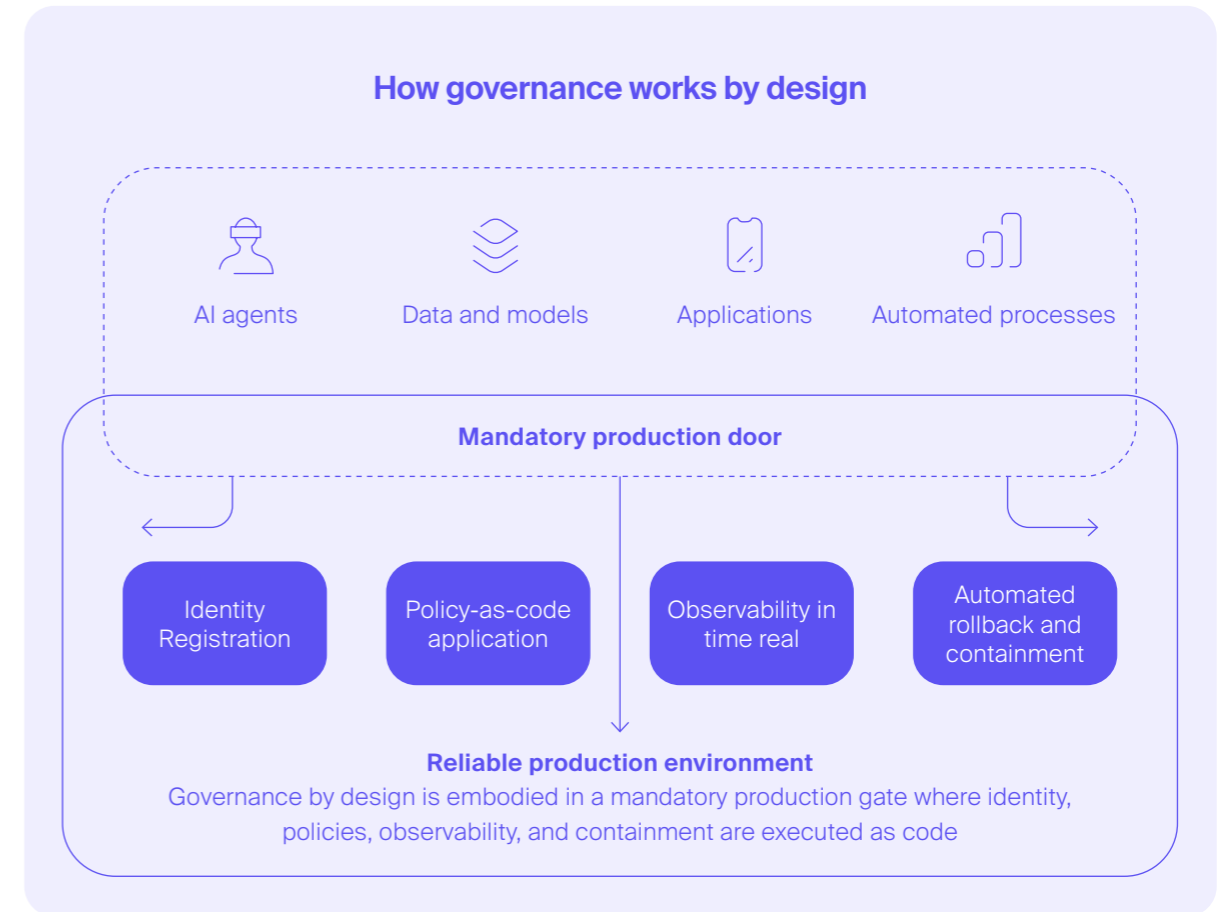 How governance works by design
AI agents
Data and models
Applications
Automated processes
Mandatory production door
Identity
Registration
Policy-as-code
application
Observability in
time real
Automated
rollback and
containment
Reliable production environment
Governance by design is embodied in a mandatory production gate where identity,
policies, observability, and containment are executed as code